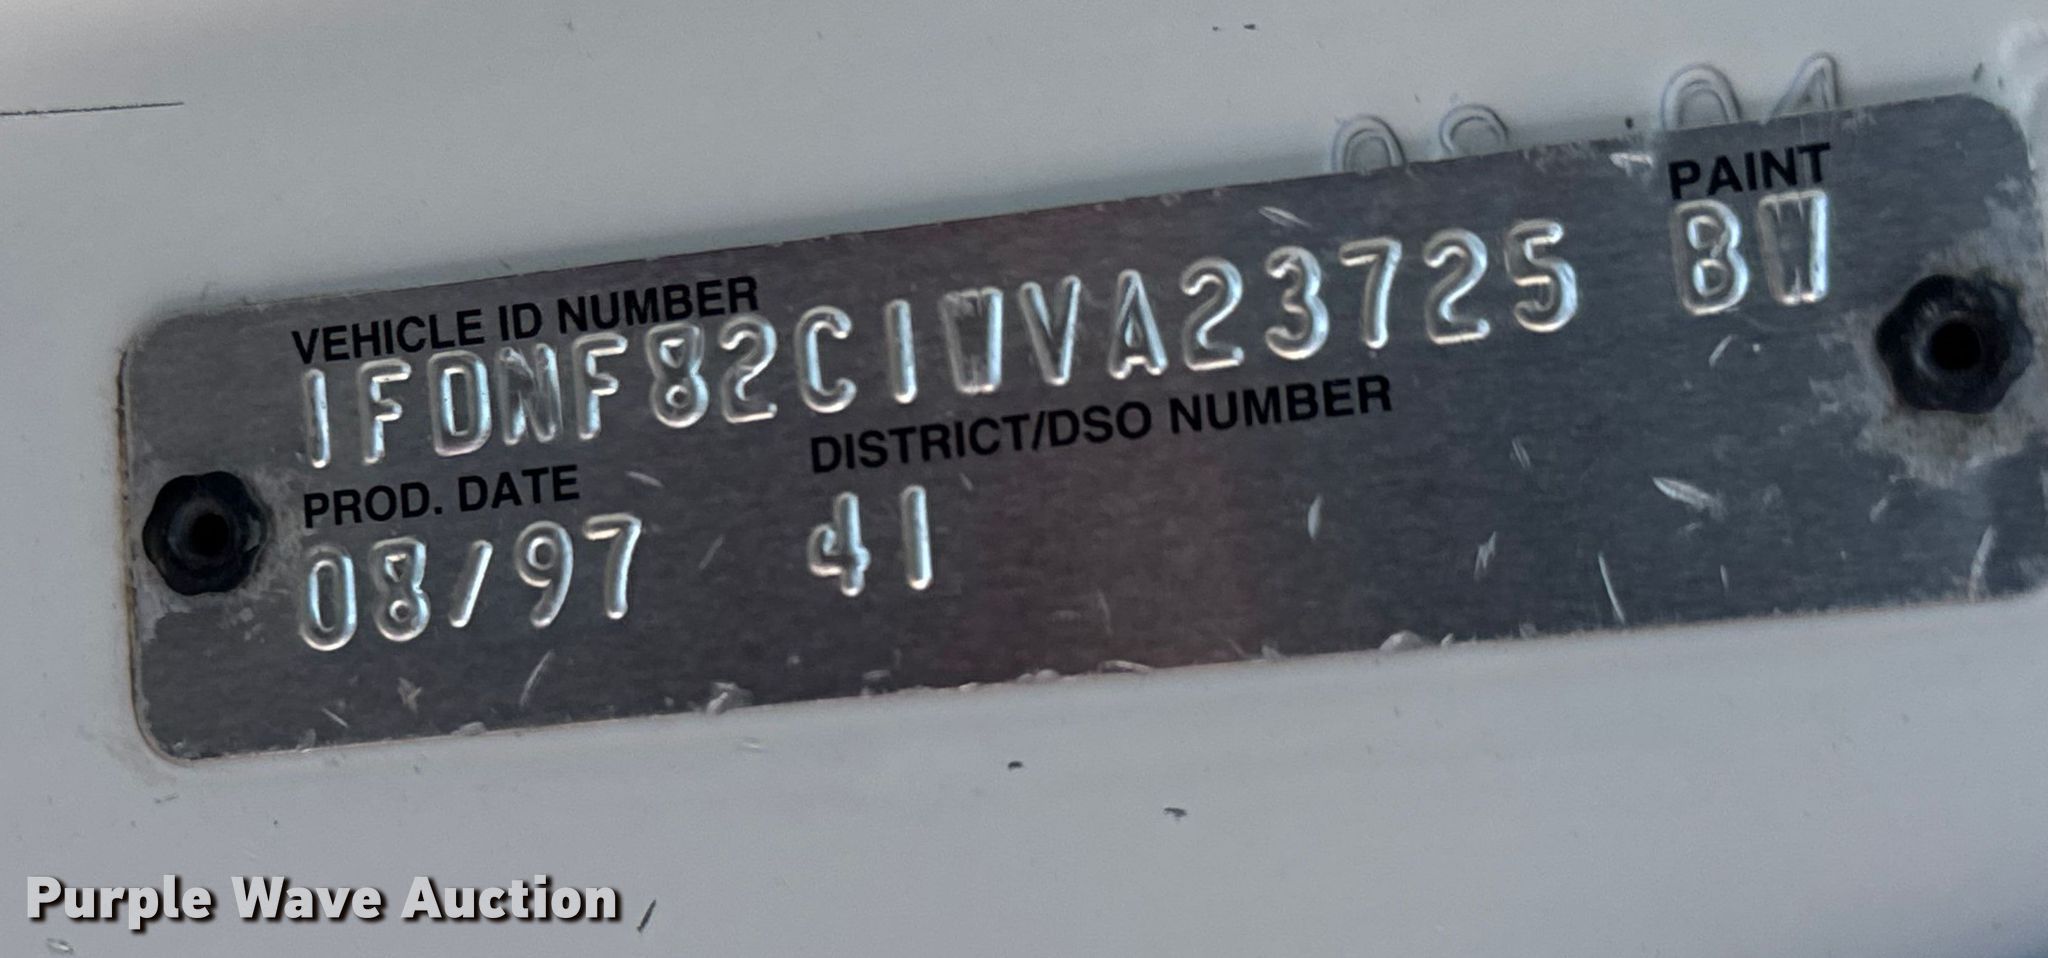 PAINT
VEHICLE ID NUMBER
1FDNF82C1WVA23725 BW
PROD. DATE DISTRICT/DSO NUMBER
08/97 41
Purple Wave Auction